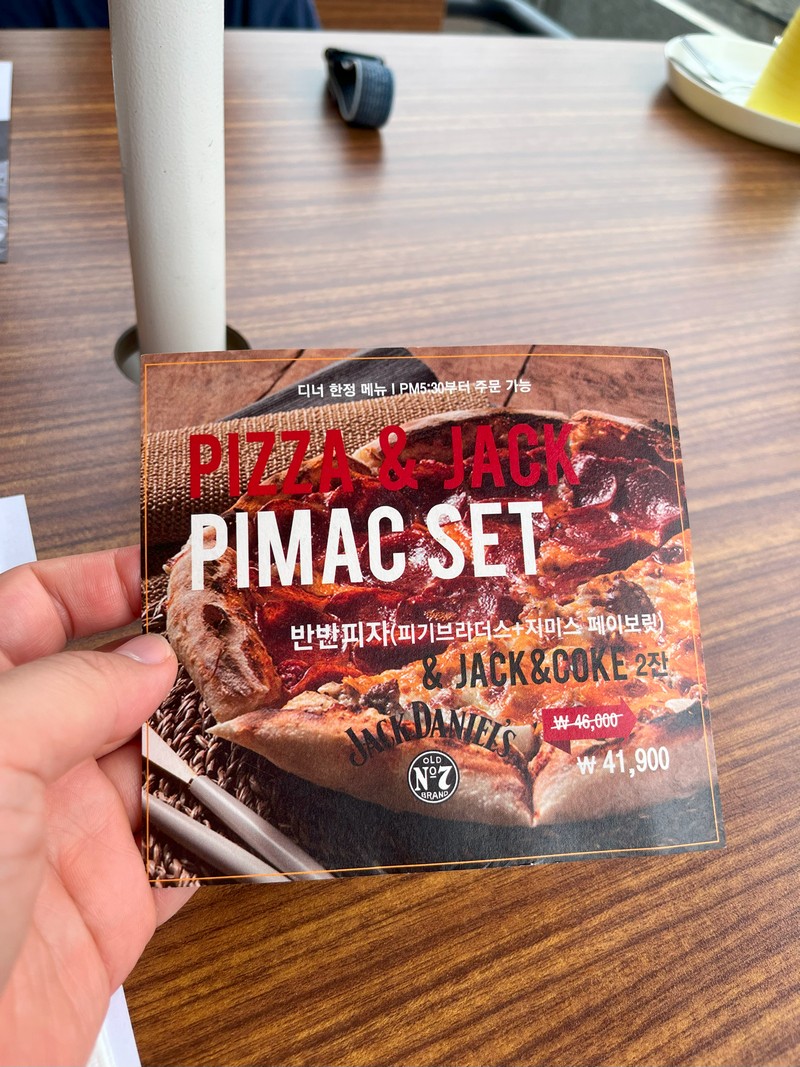 디너 한정 메뉴 | PM5:30부터 주문 가능
PIZZA & JACK
PIMAC SET
반반피자(피기브라더스+저미스 페이보릿)
& JACK&COKE 2잔
JACK DANIEL'S
OLD
Nº7
BRAND
₩ 46,000
₩ 41,900